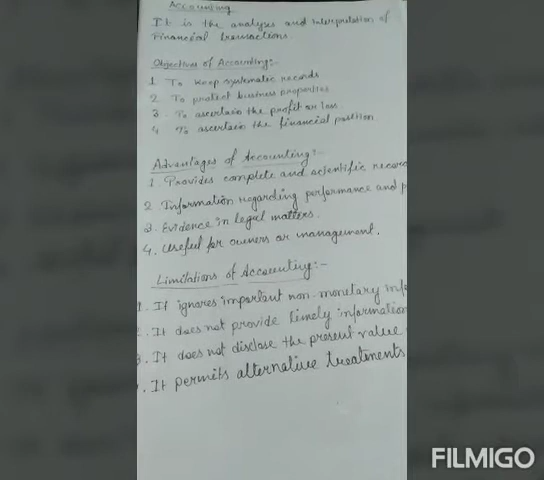 Accounting
It is the analyses and interpretation of
Financial transactions.
Objectives of Accounting:-
1 To keep systematic records
2 To protect business properties.
3 To ascertain the profit or loss
4 To ascertain the financial position.
Advantages of Accounting:-
1. Provides complete and scientific record
2 Information regarding performance and p
3. Evidence in legal matters.
4. Useful for owners or management.
Limitations of Accounting:-
1. It ignores important non-monetary info
2. It does not provide timely information
3. It does not disclose the present value
. It permits alternative treatments
FILMIGO